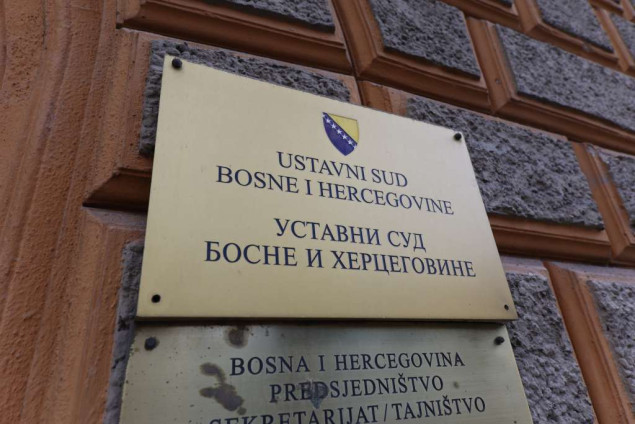 USTAVNI SUD
BOSNE I HERCEGOVINE
УСТАВНИ СУД
БОСНЕ И ХЕРЦЕГОВИНЕ
BOSNA I HERCEGOVINA
PREDSJEDNIŠTVO
SEKRETARIJAT/TAJNIŠTVO